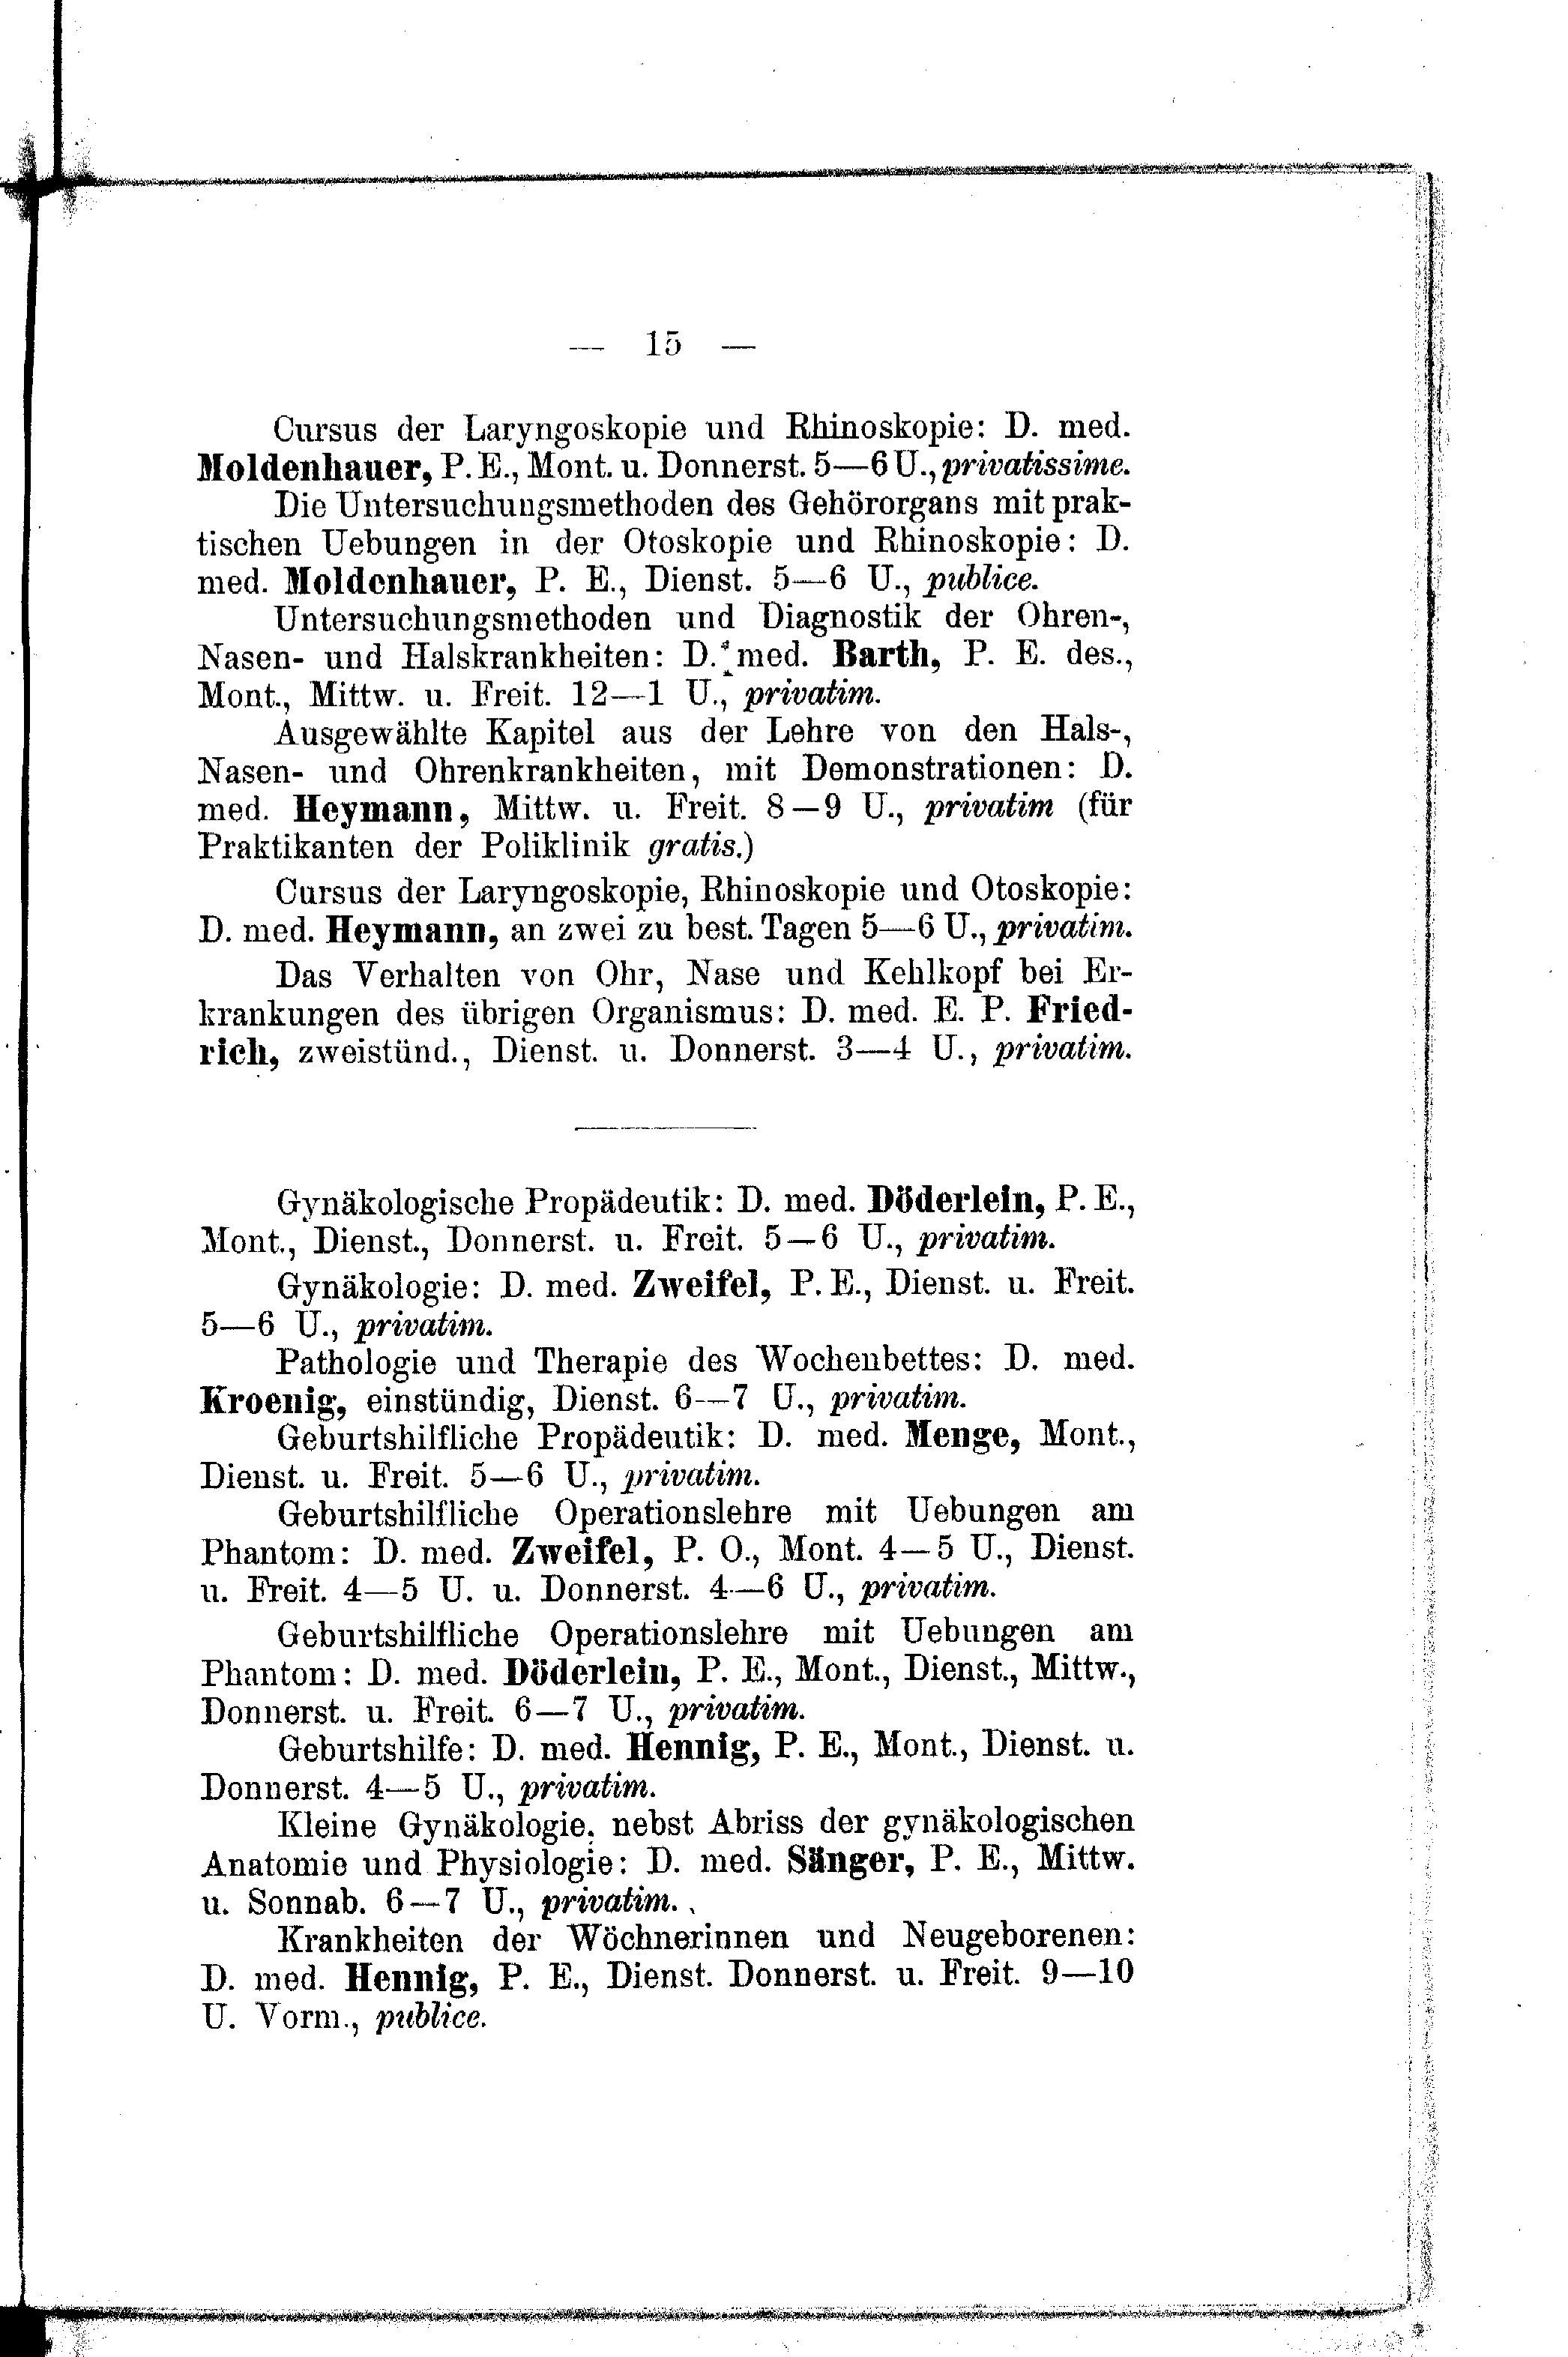 — 15 —
Cursus der Laryngoskopie und Rhinoskopie: D. med.
Moldenhauer, P. E., Mont. u. Donnerst. 5—6 U., privatissime.
Die Untersuchungsmethoden des Gehörorgans mit prak-
tischen Uebungen in der Otoskopie und Rhinoskopie: D.
med. Moldenhauer, P. E., Dienst. 5—6 U., publice.
Untersuchungsmethoden und Diagnostik der Ohren-,
Nasen- und Halskrankheiten: D. med. Barth, P. E. des.,
Mont., Mittw. u. Freit. 12—1 U., privatim.
Ausgewählte Kapitel aus der Lehre von den Hals-,
Nasen- und Ohrenkrankheiten, mit Demonstrationen: D.
med. Heymann, Mittw. u. Freit. 8—9 U., privatim (für
Praktikanten der Poliklinik gratis.)
Cursus der Laryngoskopie, Rhinoskopie und Otoskopie:
D. med. Heymann, an zwei zu best. Tagen 5—6 U., privatim.
Das Verhalten von Ohr, Nase und Kehlkopf bei Er-
krankungen des übrigen Organismus: D. med. E. P. Fried-
rich, zweistünd., Dienst. u. Donnerst. 3—4 U., privatim.
Gynäkologische Propädeutik: D. med. Döderlein, P. E.,
Mont., Dienst., Donnerst. u. Freit. 5—6 U., privatim.
Gynäkologie: D. med. Zweifel, P. E., Dienst. u. Freit.
5—6 U., privatim.
Pathologie und Therapie des Wochenbettes: D. med.
Kroenig, einstündig, Dienst. 6—7 U., privatim.
Geburtshilfliche Propädeutik: D. med. Menge, Mont.,
Dienst. u. Freit. 5—6 U., privatim.
Geburtshilfliche Operationslehre mit Uebungen am
Phantom: D. med. Zweifel, P. O., Mont. 4—5 U., Dienst.
u. Freit. 4—5 U. u. Donnerst. 4—6 U., privatim.
Geburtshilfliche Operationslehre mit Uebungen am
Phantom: D. med. Döderlein, P. E., Mont., Dienst., Mittw.,
Donnerst. u. Freit. 6—7 U., privatim.
Geburtshilfe: D. med. Hennig, P. E., Mont., Dienst. u.
Donnerst. 4—5 U., privatim.
Kleine Gynäkologie, nebst Abriss der gynäkologischen
Anatomie und Physiologie: D. med. Sänger, P. E., Mittw.
u. Sonnab. 6—7 U., privatim.
Krankheiten der Wöchnerinnen und Neugeborenen:
D. med. Hennig, P. E., Dienst. Donnerst. u. Freit. 9—10
U. Vorm., publice.